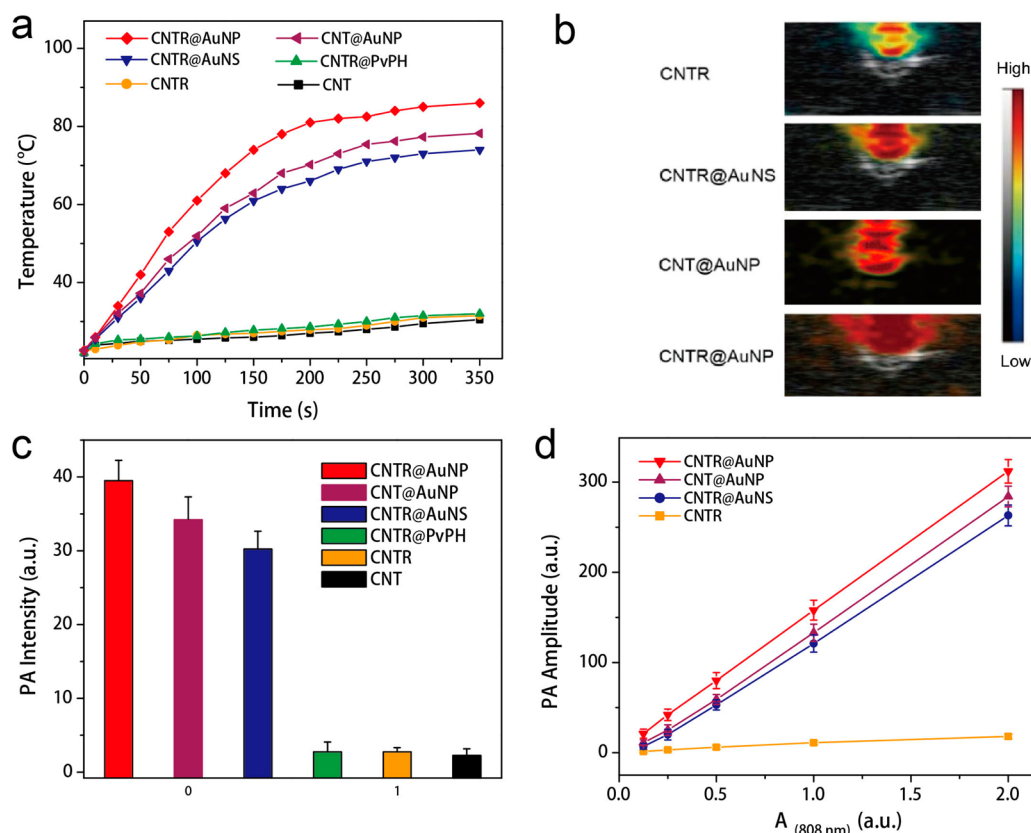 a
CNTR@AuNP
CNT@AuNP
CNTR@AuNS
CNTR@PvPH
CNTR
CNT
100
80
60
40
Temperature (°C)
0 50 100 150 200 250 300 350
Time (s)
b
CNTR
CNTR@AuNS
CNT@AuNP
CNTR@AuNP
High
Low
c
CNTR@AuNP
CNT@AuNP
CNTR@AuNS
CNTR@PvPH
CNTR
CNT
40
30
20
10
0
PA Intensity (a.u.)
0 1
d
CNTR@AuNP
CNT@AuNP
CNTR@AuNS
CNTR
300
200
100
0
PA Amplitude (a.u.)
0.0 0.5 1.0 1.5 2.0
A (808 nm) (a.u.)